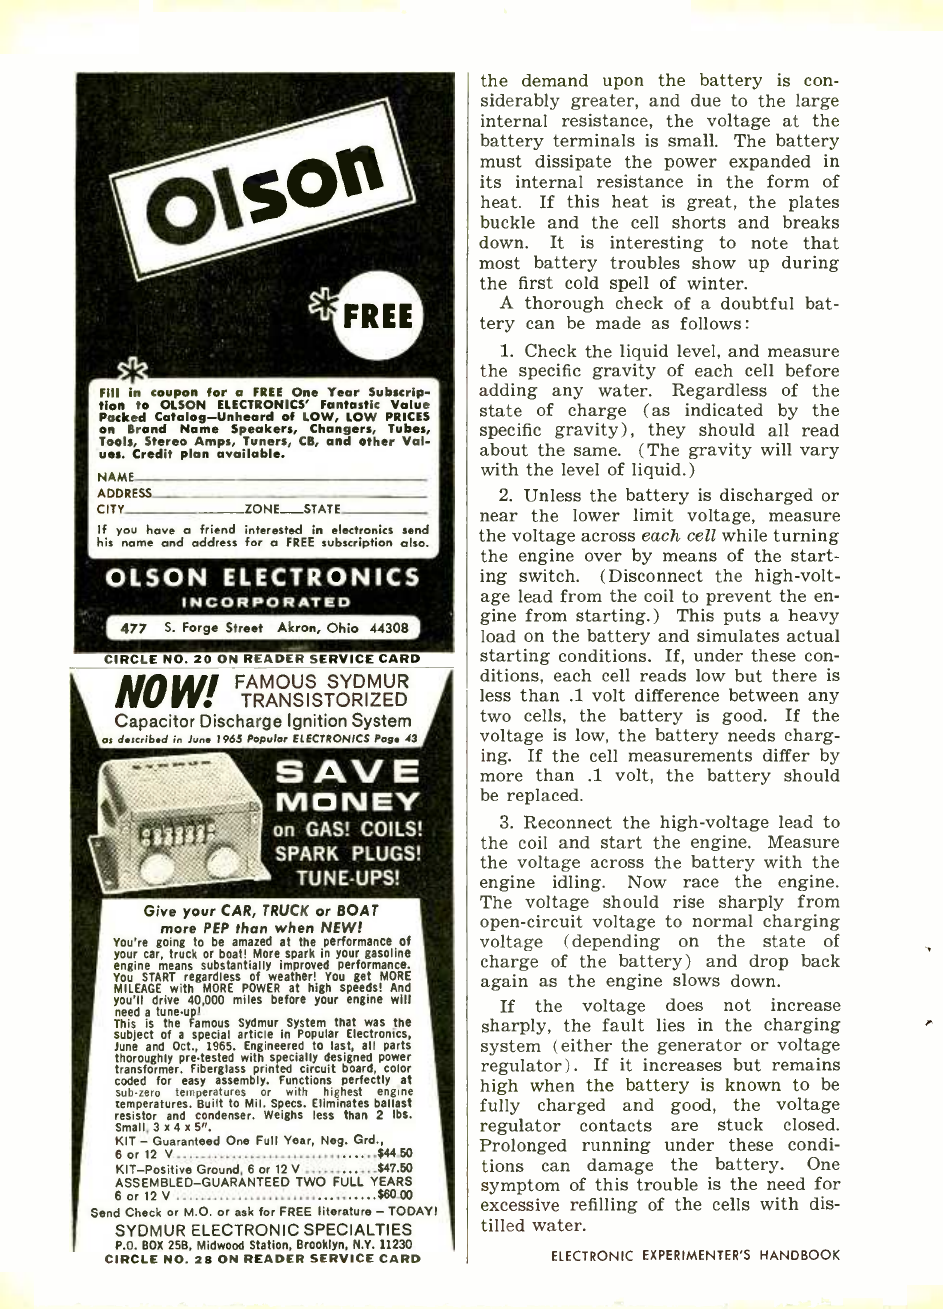 Olson
*FREE
*
Fill in coupon for a FREE One Year Subscrip-
tion to OLSON ELECTRONICS' Fantastic Value
Packed Catalog—Unheard of LOW, LOW PRICES
on Brand Name Speakers, Changers, Tubes,
Tools, Stereo Amps, Tuners, CB, and other Val-
ues. Credit plan available.
NAME
ADDRESS
CITY ZONE STATE
If you have a friend interested in electronics send
his name and address for a FREE subscription also.
OLSON ELECTRONICS
INCORPORATED
477 S. Forge Street Akron, Ohio 44308
CIRCLE NO. 20 ON READER SERVICE CARD
NOW! FAMOUS SYDMUR
TRANSISTORIZED
Capacitor Discharge Ignition System
as described in June 1965 Popular ELECTRONICS Page 43
SYDMUR
SAVE
MONEY
on GAS! COILS!
SPARK PLUGS!
TUNE-UPS!
Give your CAR, TRUCK or BOAT
more PEP than when NEW!
You're going to be amazed at the performance of
your car, truck or boat! More spark in your gasoline
engine means substantially improved performance.
You START regardless of weather! You get MORE
MILEAGE with MORE POWER at high speeds! And
you'll drive 40,000 miles before your engine will
need a tune-up!
This is the famous Sydmur System that was the
subject of a special article in Popular Electronics,
June and Oct., 1965. Engineered to last, all parts
thoroughly pre-tested with specially designed power
transformer. Fiberglass printed circuit board, color
coded for easy assembly. Functions perfectly at
sub-zero temperatures or with highest engine
temperatures. Built to Mil. Specs. Eliminates ballast
resistor and condenser. Weighs less than 2 lbs.
Small, 3 x 4 x 5".
KIT — Guaranteed One Full Year, Neg. Grd.,
6 or 12 V ........ $44.50
KIT—Positive Ground, 6 or 12 V ........ $47.50
ASSEMBLED—GUARANTEED TWO FULL YEARS
6 or 12 V ........ $60.00
Send Check or M.O. or ask for FREE literature — TODAY!
SYDMUR ELECTRONIC SPECIALTIES
P.O. BOX 25B, Midwood Station, Brooklyn, N.Y. 11230
CIRCLE NO. 28 ON READER SERVICE CARD
the demand upon the battery is con-
siderably greater, and due to the large
internal resistance, the voltage at the
battery terminals is small. The battery
must dissipate the power expanded in
its internal resistance in the form of
heat. If this heat is great, the plates
buckle and the cell shorts and breaks
down. It is interesting to note that
most battery troubles show up during
the first cold spell of winter.
A thorough check of a doubtful bat-
tery can be made as follows:
1. Check the liquid level, and measure
the specific gravity of each cell before
adding any water. Regardless of the
state of charge (as indicated by the
specific gravity), they should all read
about the same. (The gravity will vary
with the level of liquid.)
2. Unless the battery is discharged or
near the lower limit voltage, measure
the voltage across each cell while turning
the engine over by means of the start-
ing switch. (Disconnect the high-volt-
age lead from the coil to prevent the en-
gine from starting.) This puts a heavy
load on the battery and simulates actual
starting conditions. If, under these con-
ditions, each cell reads low but there is
less than .1 volt difference between any
two cells, the battery is good. If the
voltage is low, the battery needs charg-
ing. If the cell measurements differ by
more than .1 volt, the battery should
be replaced.
3. Reconnect the high-voltage lead to
the coil and start the engine. Measure
the voltage across the battery with the
engine idling. Now race the engine.
The voltage should rise sharply from
open-circuit voltage to normal charging
voltage (depending on the state of
charge of the battery) and drop back
again as the engine slows down.
If the voltage does not increase
sharply, the fault lies in the charging
system (either the generator or voltage
regulator). If it increases but remains
high when the battery is known to be
fully charged and good, the voltage
regulator contacts are stuck closed.
Prolonged running under these condi-
tions can damage the battery. One
symptom of this trouble is the need for
excessive refilling of the cells with dis-
tilled water.
ELECTRONIC EXPERIMENTER'S HANDBOOK